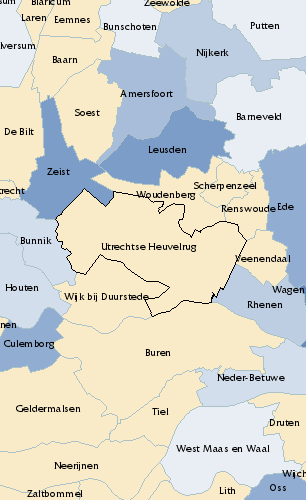 Blaricum
Zeewolde
Laren
Eemnes
Bunschoten
Putten
lversum
Nijkerk
Baarn
Amersfoort
Soest
Barneveld
De Bilt
Leusden
Zeist
Scherpenzeel
recht
Woudenberg
Renswoude
Ede
Bunnik
Utrechtse Heuvelrug
Veenendaal
Houten
Wijk bij Duurstede
Wagen
Rhenen
nen
Culemborg
Buren
Neder-Betuwe
Geldermalsen
Tiel
Druten
West Maas en Waal
Neerijnen
Wijch
Zaltbommel
Lith
Oss